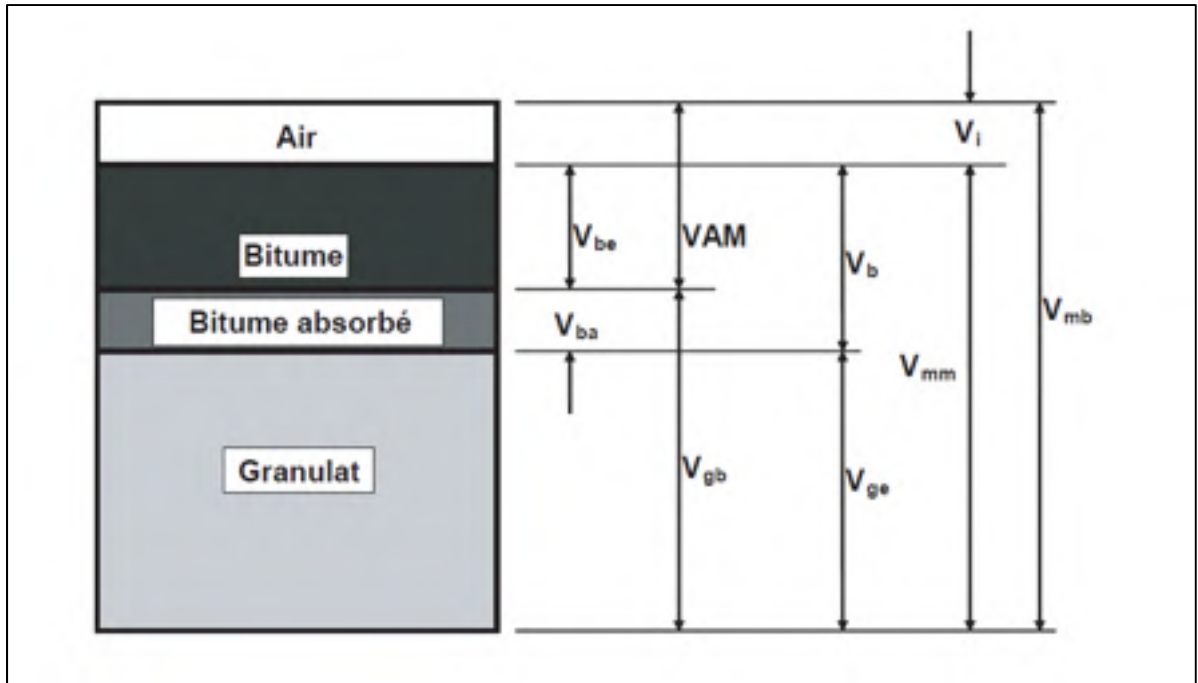 Air
V_i
Bitume
V_be
VAM
V_b
V_mb
Bitume absorbé
V_ba
V_mm
Granulat
V_gb
V_ge